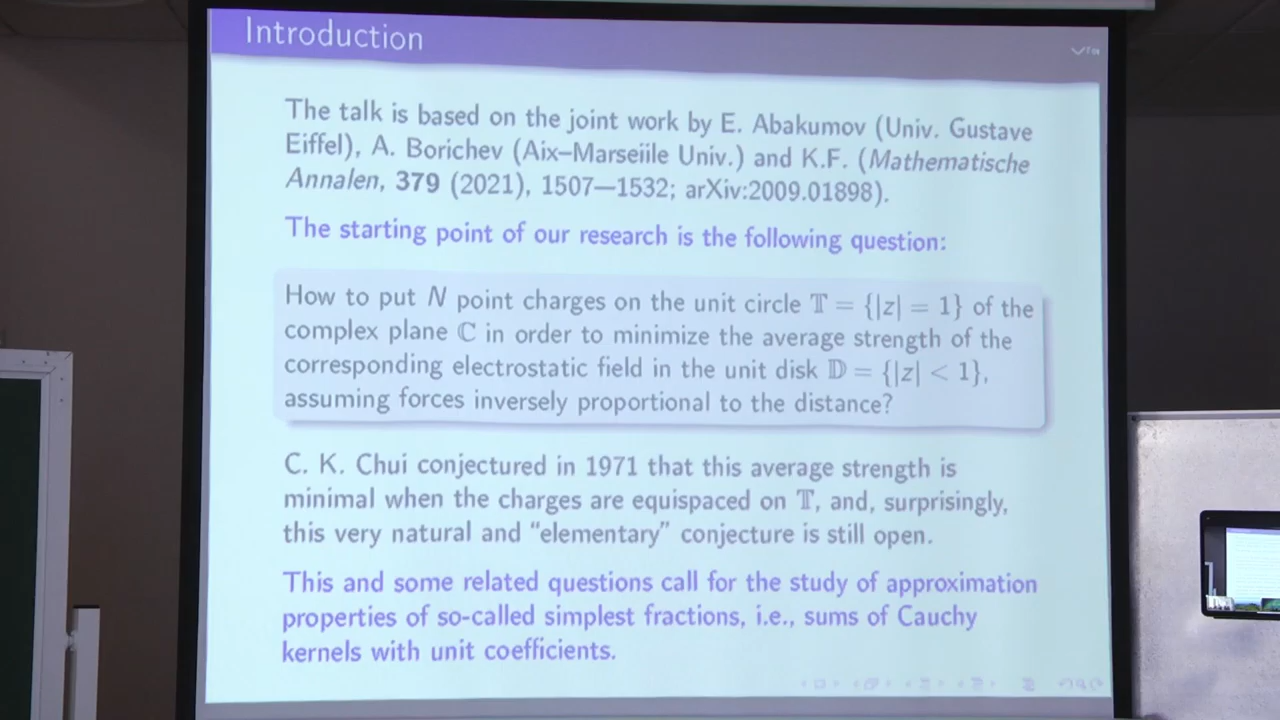 Introduction
The talk is based on the joint work by E. Abakumov (Univ. Gustave
Eiffel), A. Borichev (Aix–Marseiile Univ.) and K.F. (Mathematische
Annalen, 379 (2021), 1507—1532; arXiv:2009.01898).
The starting point of our research is the following question:
How to put N point charges on the unit circle 𝕋 = {|z| = 1} of the
complex plane ℂ in order to minimize the average strength of the
corresponding electrostatic field in the unit disk 𝔻 = {|z| < 1},
assuming forces inversely proportional to the distance?
C. K. Chui conjectured in 1971 that this average strength is
minimal when the charges are equispaced on 𝕋, and, surprisingly,
this very natural and “elementary” conjecture is still open.
This and some related questions call for the study of approximation
properties of so-called simplest fractions, i.e., sums of Cauchy
kernels with unit coefficients.